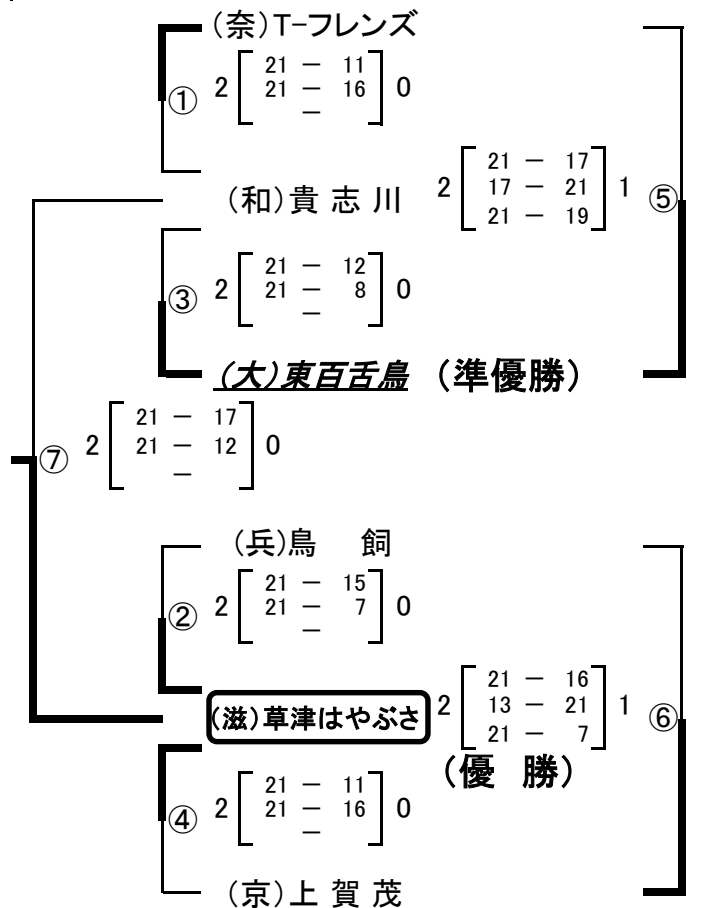 (奈)T-フレンズ
① 2 [ 21 － 11 ] 0
21 － 16
－
(和)貴 志 川
2 [ 21 － 17 ] 1 ⑤
17 － 21
21 － 19
③ 2 [ 21 － 12 ] 0
21 － 8
－
(大)東百舌鳥 (準優勝)
⑦ 2 [ 21 － 17 ] 0
21 － 12
－
(兵)鳥 飼
② 2 [ 21 － 15 ] 0
21 － 7
－
(滋)草津はやぶさ
2 [ 21 － 16 ] 1 ⑥
13 － 21
21 － 7
(優 勝)
④ 2 [ 21 － 11 ] 0
21 － 16
－
(京)上 賀 茂